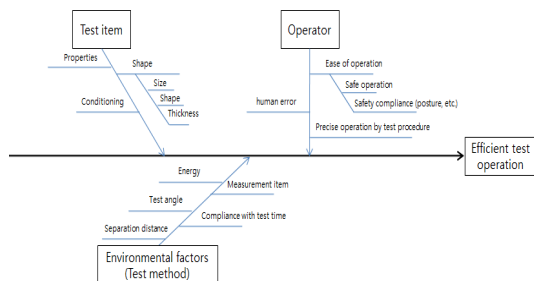 Test item
Operator
Properties
Shape
Size
Shape
Thickness
Conditioning
Ease of operation
Safe operation
Safety compliance (posture, etc.)
human error
Precise operation by test procedure
Efficient test
operation
Energy
Measurement item
Test angle
Compliance with test time
Separation distance
Environmental factors
(Test method)